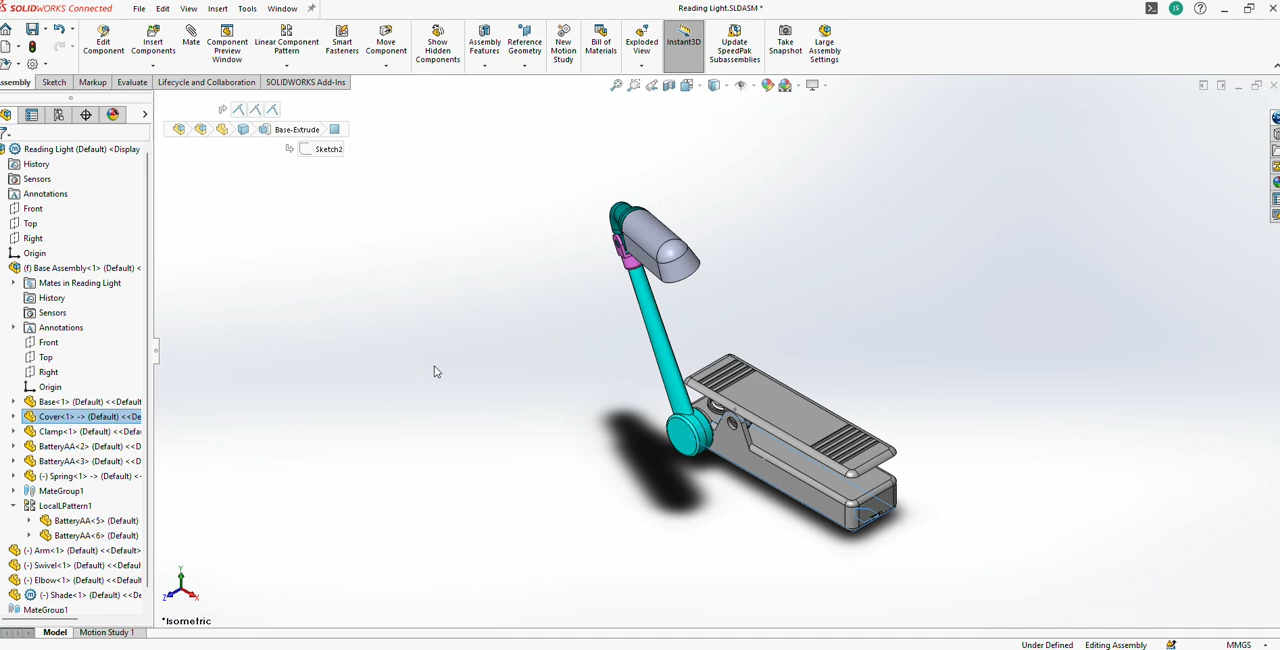 SOLIDWORKS Connected File Edit View Insert Tools Window Reading Light.SLDASM *
Edit Component
Insert Components
Mate
Component Preview Window
Linear Component Pattern
Smart Fasteners
Move Component
Show Hidden Components
Assembly Features
Reference Geometry
New Motion Study
Bill of Materials
Exploded View
Instant3D
Update SpeedPak Subassemblies
Take Snapshot
Large Assembly Settings
Assembly Sketch Markup Evaluate Lifecycle and Collaboration SOLIDWORKS Add-Ins
Base-Extrude
Sketch2
Reading Light (Default) <Display
History
Sensors
Annotations
Front
Top
Right
Origin
(f) Base Assembly<1> (Default) <
Mates in Reading Light
History
Sensors
Annotations
Front
Top
Right
Origin
Base<1> (Default) <<Default
Cover<1> -> (Default) <<De
Clamp<1> (Default) <<Defau
BatteryAA<2> (Default) <<D
BatteryAA<3> (Default) <<D
(-) Spring<1> -> (Default) <
MateGroup1
LocalLPattern1
BatteryAA<5> (Default)
BatteryAA<6> (Default)
(-) Arm<1> (Default) <<Default>
(-) Swivel<1> (Default) <<Defaul
(-) Elbow<1> (Default) <<Default
(-) Shade<1> (Default) <<De
MateGroup1
Y
Z X
*Isometric
Model Motion Study 1
Under Defined Editing Assembly MMGS